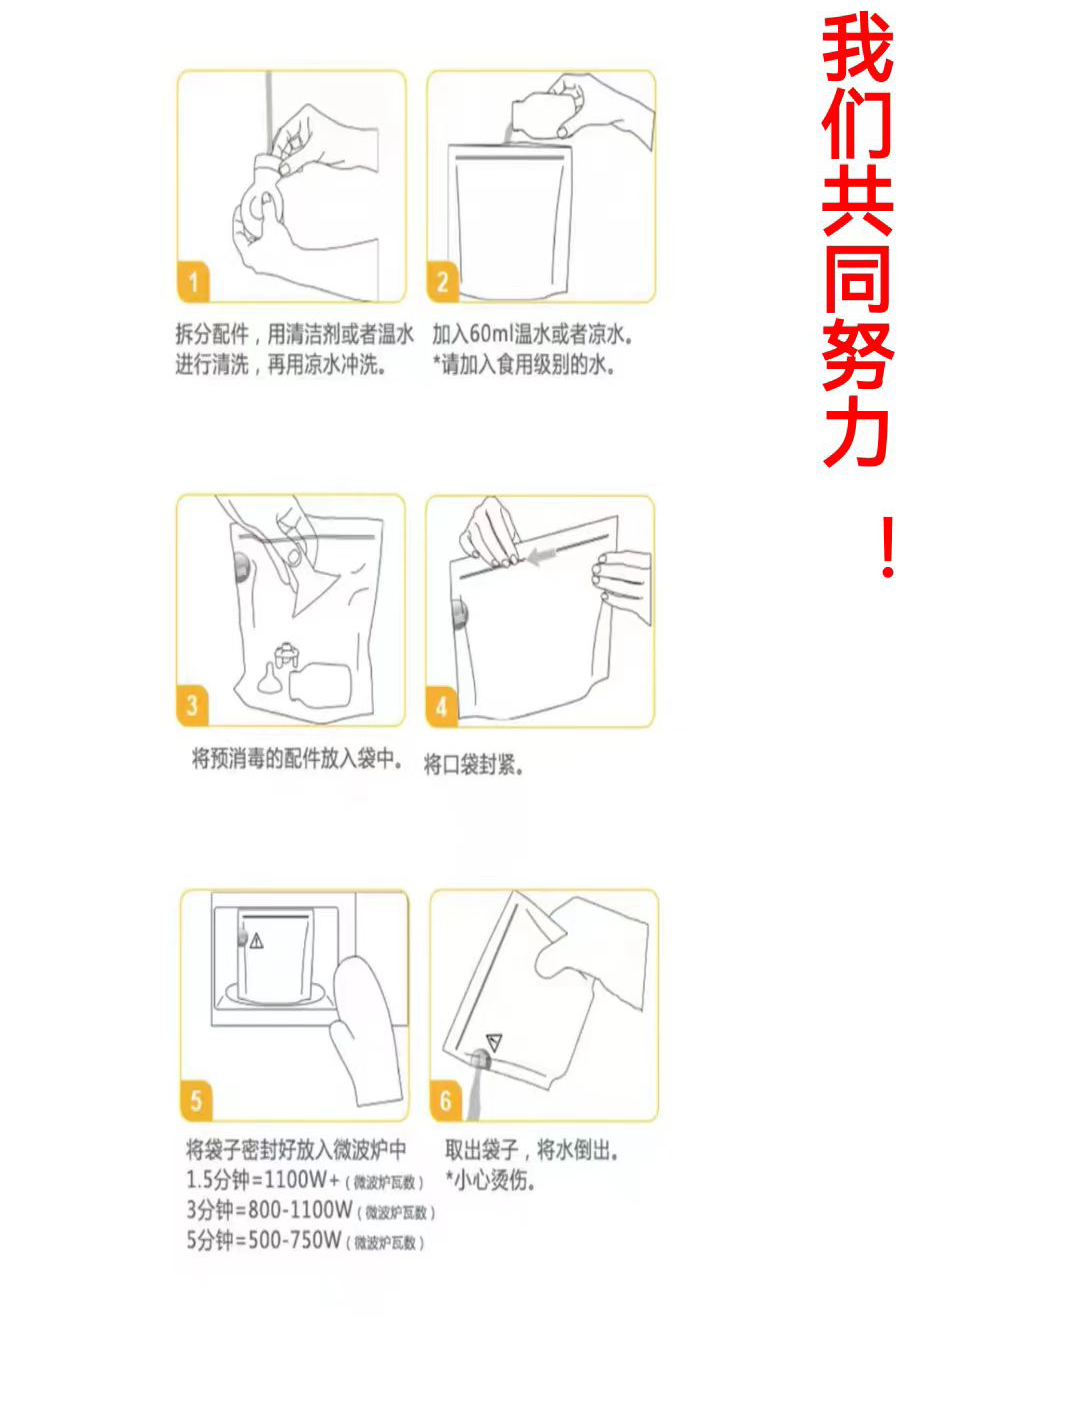 我们共同努力！
1
2
拆分配件，用清洁剂或者温水
进行清洗，再用凉水冲洗。
加入60ml温水或者凉水。
*请加入食用级别的水。
3
4
将预消毒的配件放入袋中。
将口袋封紧。
5
6
将袋子密封好放入微波炉中
1.5分钟=1100W+（微波炉瓦数）
3分钟=800-1100W（微波炉瓦数）
5分钟=500-750W（微波炉瓦数）
取出袋子，将水倒出。
*小心烫伤。